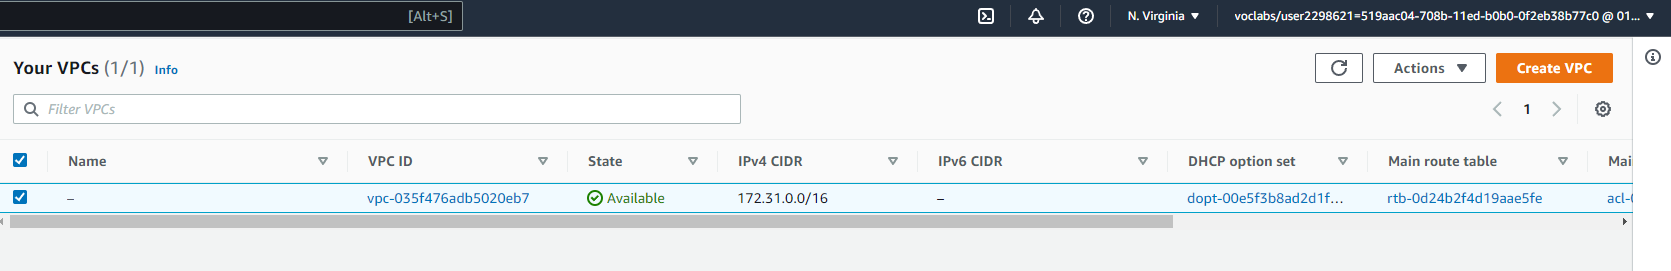 [Alt+S]
N. Virginia
voclabs/user2298621=519aac04-708b-11ed-b0b0-0f2eb38b77c0 @ 01...
Your VPCs (1/1) Info
Actions
Create VPC
Filter VPCs
1
Name VPC ID State IPv4 CIDR IPv6 CIDR DHCP option set Main route table Mai
– vpc-035f476adb5020eb7 Available 172.31.0.0/16 – dopt-00e5f3b8ad2d1f... rtb-0d24b2f4d19aae5fe acl-